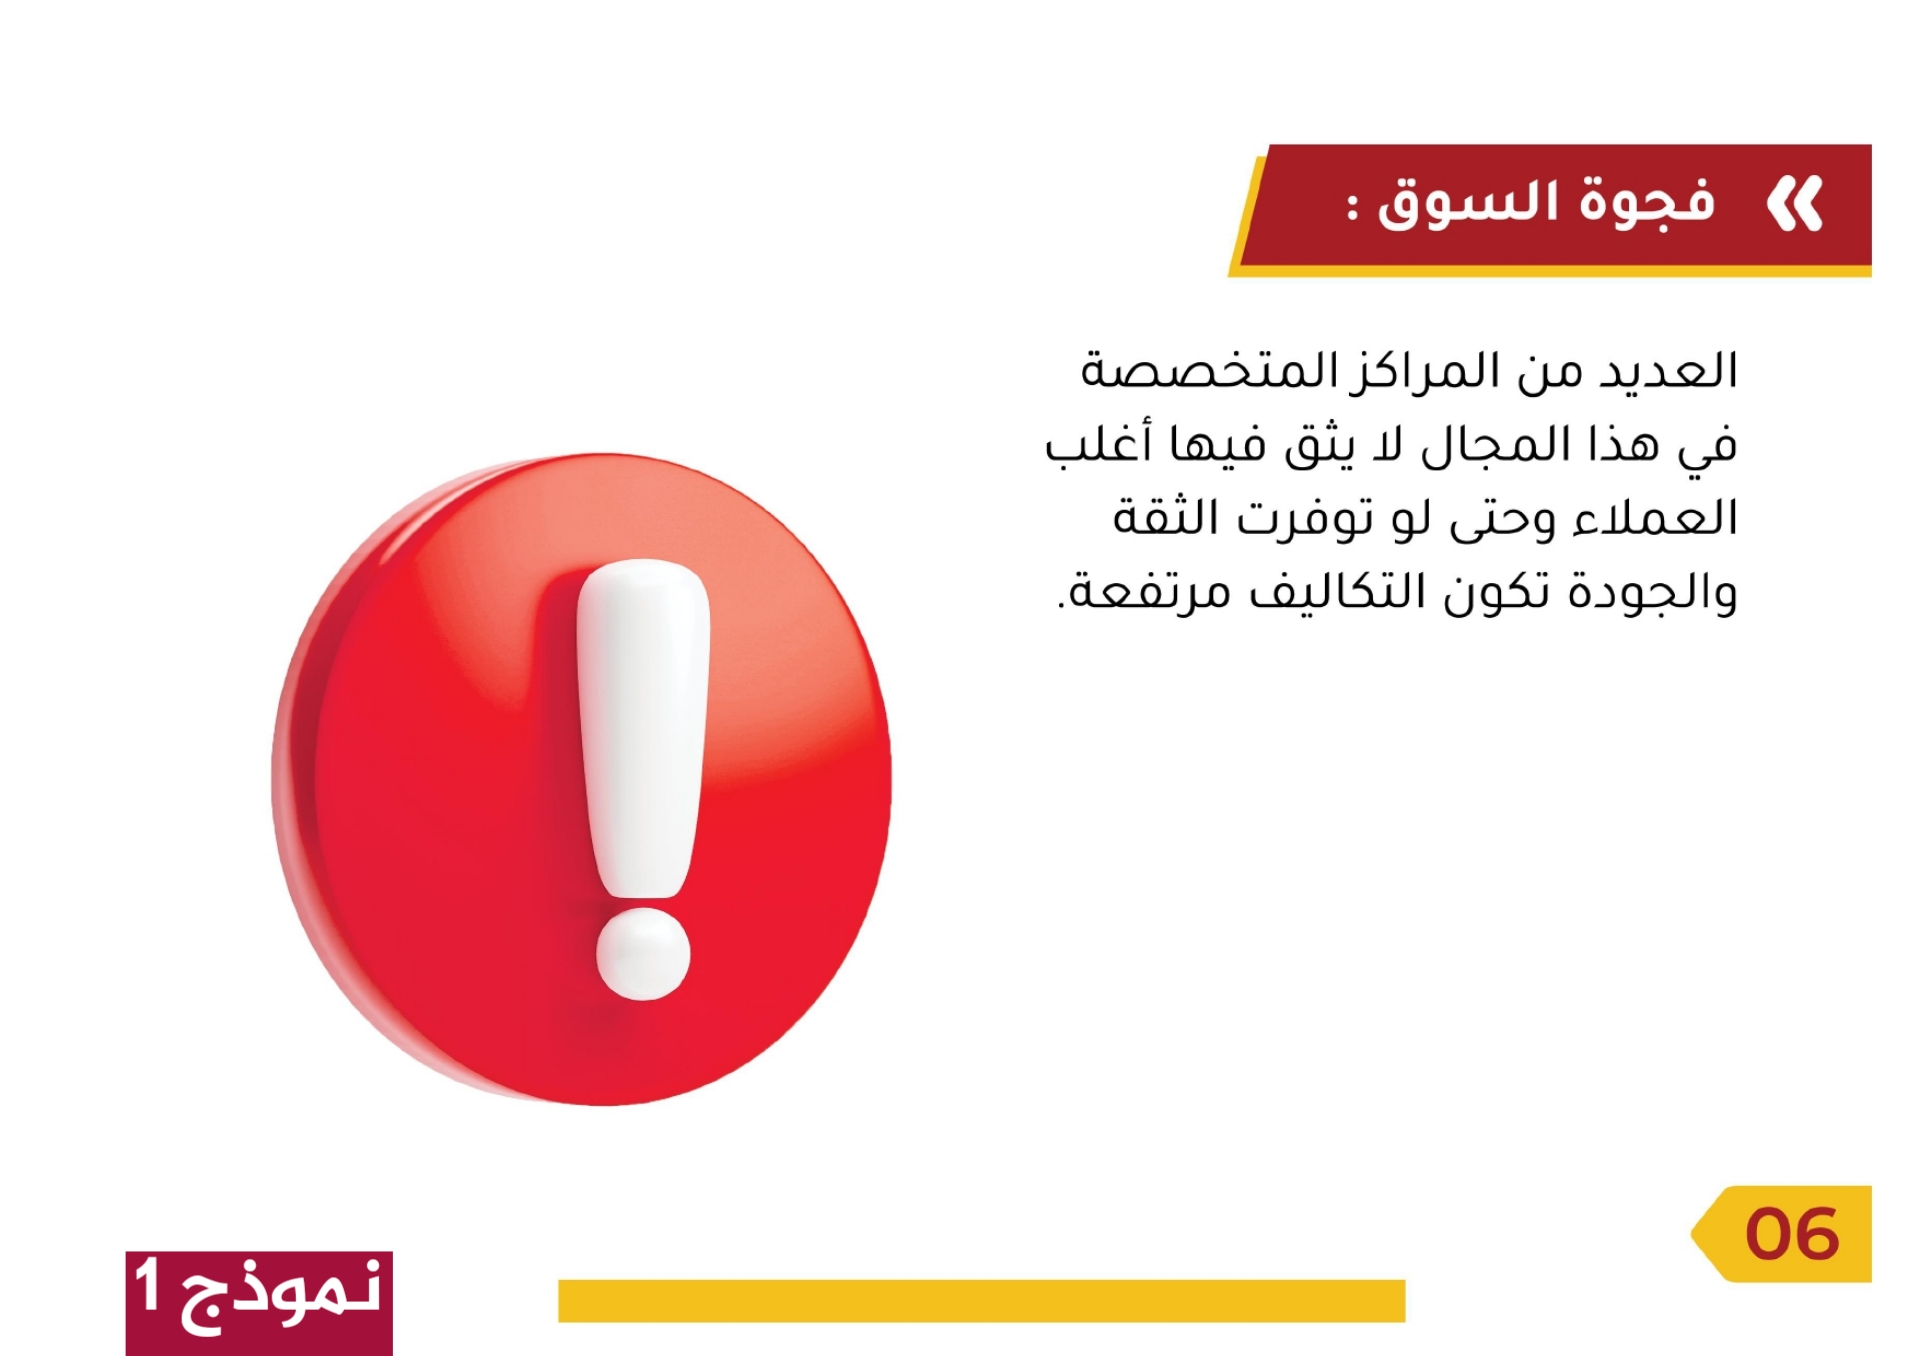 فجوة السوق :
العديد من المراكز المتخصصة
في هذا المجال لا يثق فيها أغلب
العملاء وحتى لو توفرت الثقة
والجودة تكون التكاليف مرتفعة.
06
نموذج 1